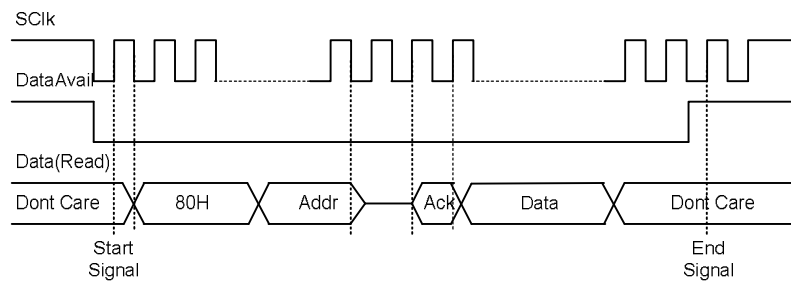 SClk
DataAvail
Data(Read)
Dont Care 80H Addr Ack Data Dont Care
Start
Signal
End
Signal